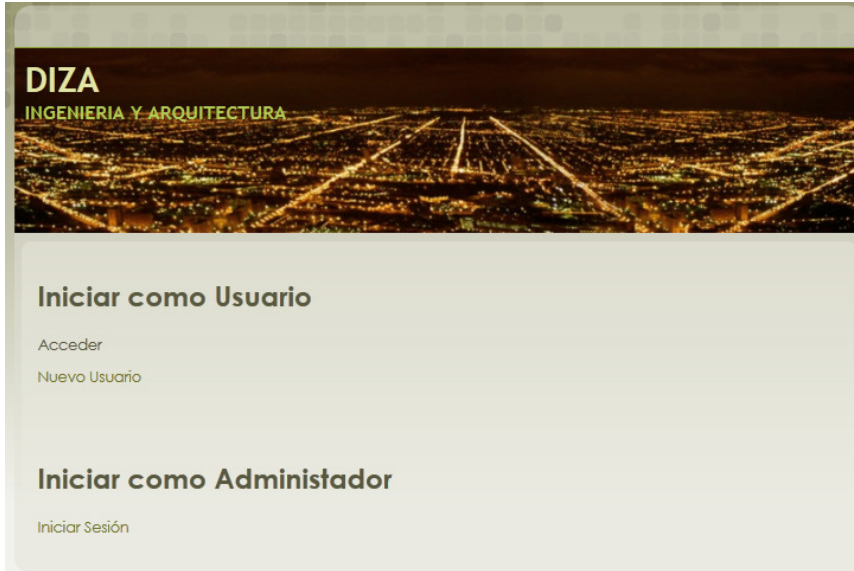 DIZA
INGENIERIA Y ARQUITECTURA
Iniciar como Usuario
Acceder
Nuevo Usuario
Iniciar como Administador
Iniciar Sesión